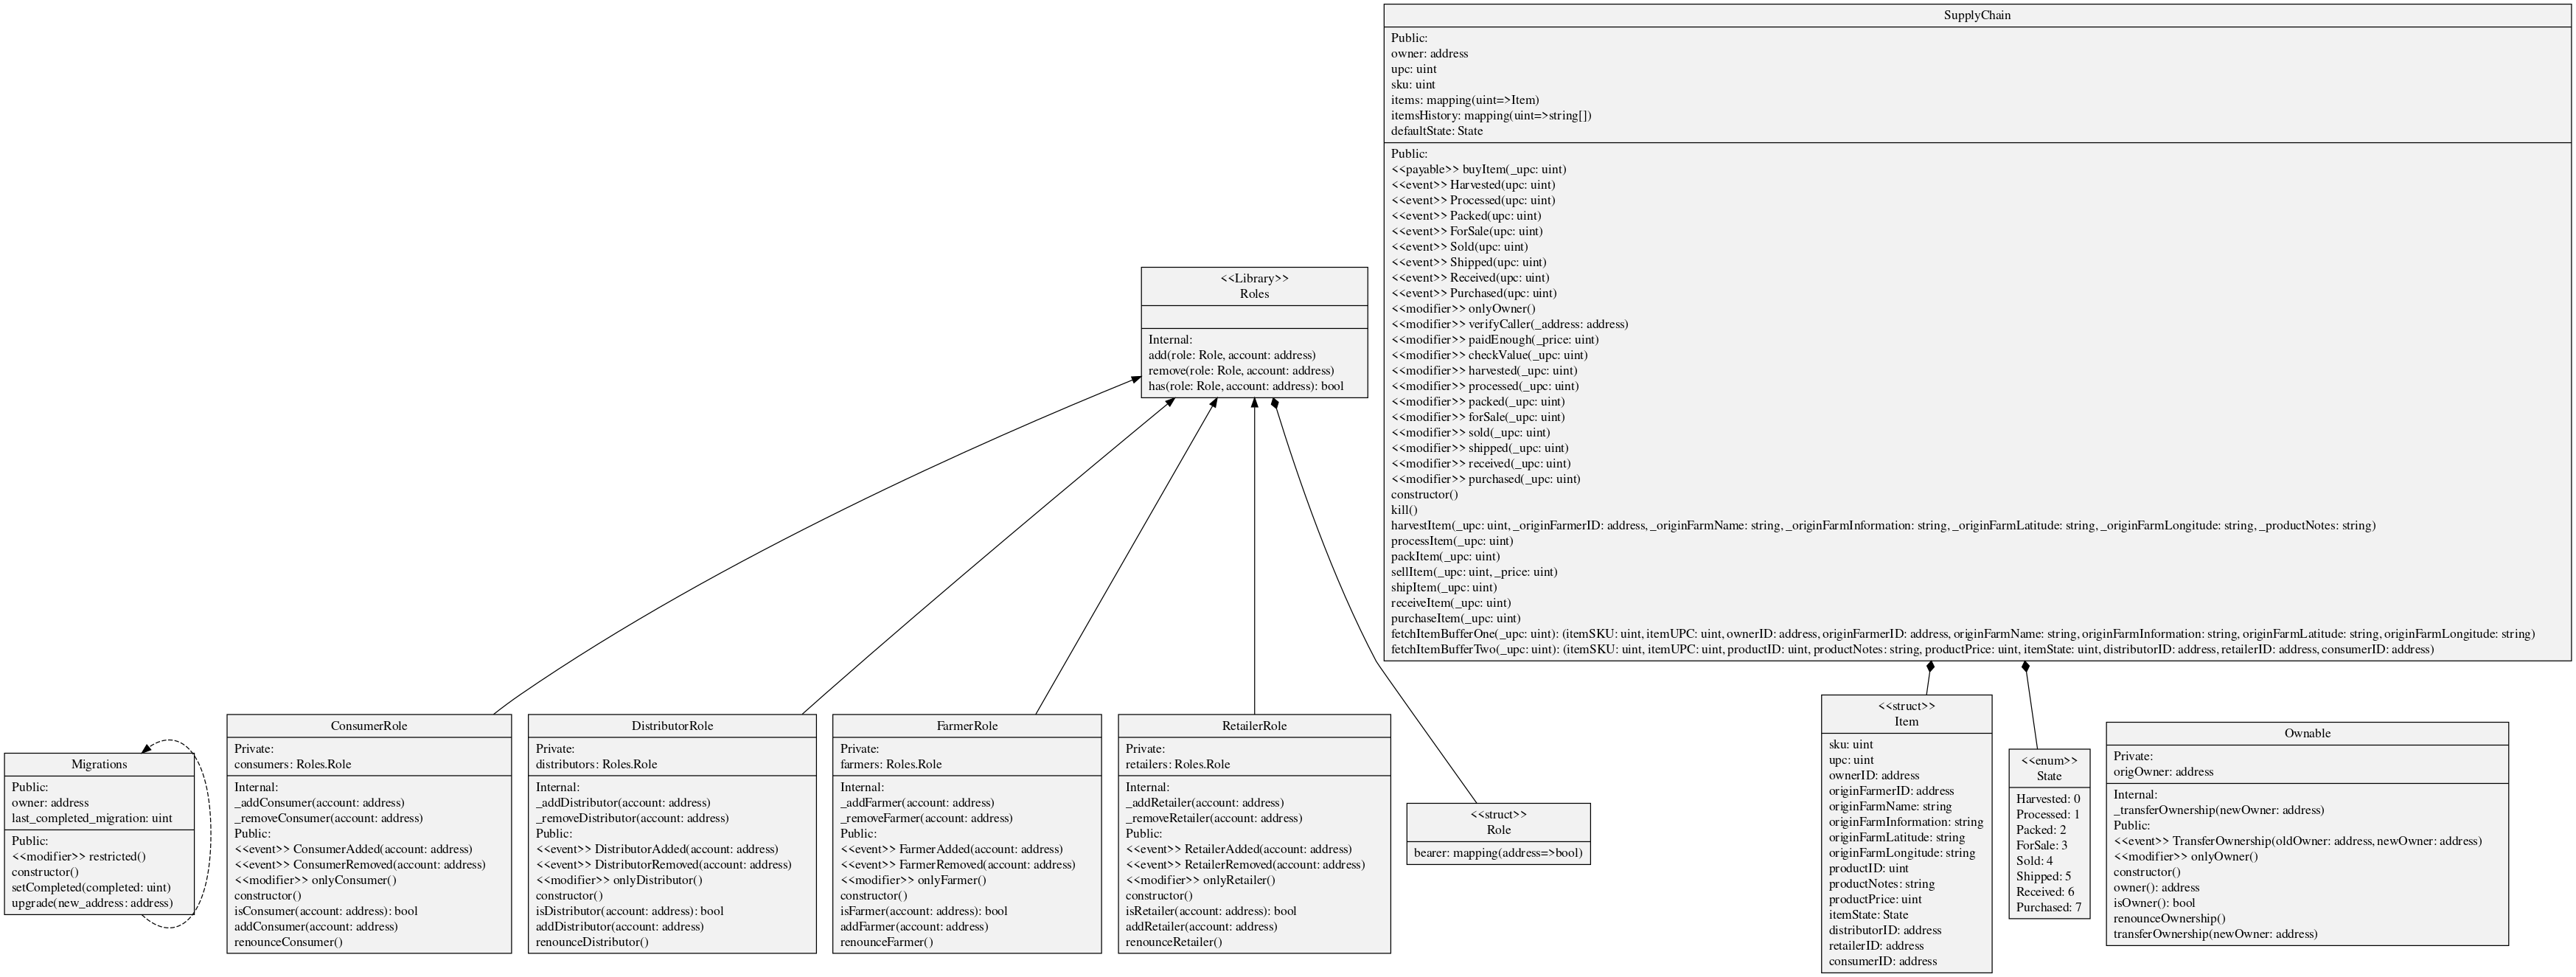 SupplyChain
Public:
owner: address
upc: uint
sku: uint
items: mapping(uint=>Item)
itemsHistory: mapping(uint=>string[])
defaultState: State
Public:
<<payable>> buyItem(_upc: uint)
<<event>> Harvested(upc: uint)
<<event>> Processed(upc: uint)
<<event>> Packed(upc: uint)
<<event>> ForSale(upc: uint)
<<event>> Sold(upc: uint)
<<event>> Shipped(upc: uint)
<<event>> Received(upc: uint)
<<event>> Purchased(upc: uint)
<<modifier>> onlyOwner()
<<modifier>> verifyCaller(_address: address)
<<modifier>> paidEnough(_price: uint)
<<modifier>> checkValue(_upc: uint)
<<modifier>> harvested(_upc: uint)
<<modifier>> processed(_upc: uint)
<<modifier>> packed(_upc: uint)
<<modifier>> forSale(_upc: uint)
<<modifier>> sold(_upc: uint)
<<modifier>> shipped(_upc: uint)
<<modifier>> received(_upc: uint)
<<modifier>> purchased(_upc: uint)
constructor()
kill()
harvestItem(_upc: uint, _originFarmerID: address, _originFarmName: string, _originFarmInformation: string, _originFarmLatitude: string, _originFarmLongitude: string, _productNotes: string)
processItem(_upc: uint)
packItem(_upc: uint)
sellItem(_upc: uint, _price: uint)
shipItem(_upc: uint)
receiveItem(_upc: uint)
purchaseItem(_upc: uint)
fetchItemBufferOne(_upc: uint): (itemSKU: uint, itemUPC: uint, ownerID: address, originFarmerID: address, originFarmName: string, originFarmInformation: string, originFarmLatitude: string, originFarmLongitude: string)
fetchItemBufferTwo(_upc: uint): (itemSKU: uint, itemUPC: uint, productID: uint, productNotes: string, productPrice: uint, itemState: uint, distributorID: address, retailerID: address, consumerID: address)
<<Library>>
Roles
Internal:
add(role: Role, account: address)
remove(role: Role, account: address)
has(role: Role, account: address): bool
Migrations
Public:
owner: address
last_completed_migration: uint
Public:
<<modifier>> restricted()
constructor()
setCompleted(completed: uint)
upgrade(new_address: address)
ConsumerRole
Private:
consumers: Roles.Role
Internal:
_addConsumer(account: address)
_removeConsumer(account: address)
Public:
<<event>> ConsumerAdded(account: address)
<<event>> ConsumerRemoved(account: address)
<<modifier>> onlyConsumer()
constructor()
isConsumer(account: address): bool
addConsumer(account: address)
renounceConsumer()
DistributorRole
Private:
distributors: Roles.Role
Internal:
_addDistributor(account: address)
_removeDistributor(account: address)
Public:
<<event>> DistributorAdded(account: address)
<<event>> DistributorRemoved(account: address)
<<modifier>> onlyDistributor()
constructor()
isDistributor(account: address): bool
addDistributor(account: address)
renounceDistributor()
FarmerRole
Private:
farmers: Roles.Role
Internal:
_addFarmer(account: address)
_removeFarmer(account: address)
Public:
<<event>> FarmerAdded(account: address)
<<event>> FarmerRemoved(account: address)
<<modifier>> onlyFarmer()
constructor()
isFarmer(account: address): bool
addFarmer(account: address)
renounceFarmer()
RetailerRole
Private:
retailers: Roles.Role
Internal:
_addRetailer(account: address)
_removeRetailer(account: address)
Public:
<<event>> RetailerAdded(account: address)
<<event>> RetailerRemoved(account: address)
<<modifier>> onlyRetailer()
constructor()
isRetailer(account: address): bool
addRetailer(account: address)
renounceRetailer()
<<struct>>
Role
bearer: mapping(address=>bool)
<<struct>>
Item
sku: uint
upc: uint
ownerID: address
originFarmerID: address
originFarmName: string
originFarmInformation: string
originFarmLatitude: string
originFarmLongitude: string
productID: uint
productNotes: string
productPrice: uint
itemState: State
distributorID: address
retailerID: address
consumerID: address
<<enum>>
State
Harvested: 0
Processed: 1
Packed: 2
ForSale: 3
Sold: 4
Shipped: 5
Received: 6
Purchased: 7
Ownable
Private:
origOwner: address
Internal:
_transferOwnership(newOwner: address)
Public:
<<event>> TransferOwnership(oldOwner: address, newOwner: address)
<<modifier>> onlyOwner()
constructor()
owner(): address
isOwner(): bool
renounceOwnership()
transferOwnership(newOwner: address)